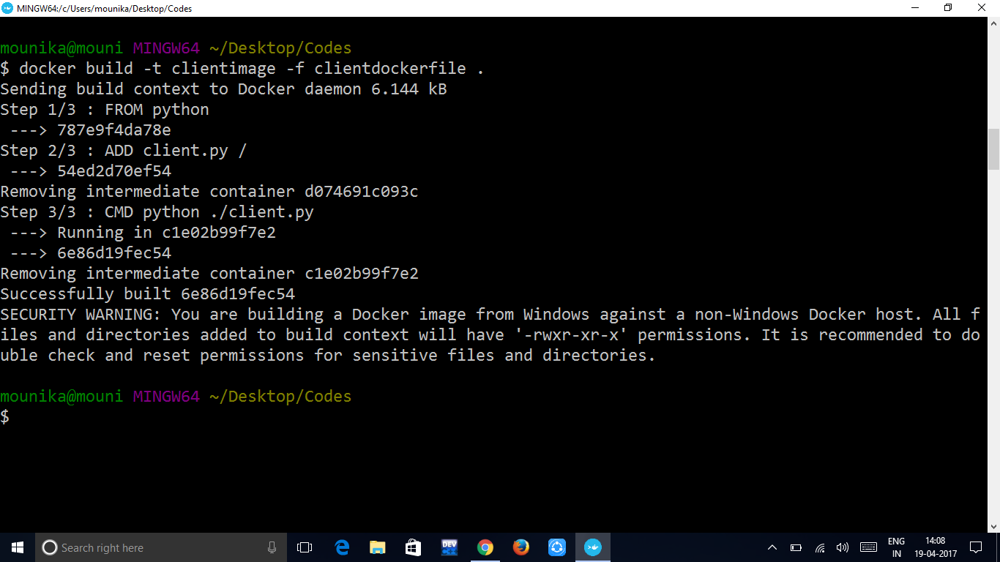 MINGW64:/c/Users/mounika/Desktop/Codes
mounika@mouni MINGW64 ~/Desktop/Codes
$ docker build -t clientimage -f clientdockerfile .
Sending build context to Docker daemon 6.144 kB
Step 1/3 : FROM python
 ---> 787e9f4da78e
Step 2/3 : ADD client.py /
 ---> 54ed2d70ef54
Removing intermediate container d074691c093c
Step 3/3 : CMD python ./client.py
 ---> Running in c1e02b99f7e2
 ---> 6e86d19fec54
Removing intermediate container c1e02b99f7e2
Successfully built 6e86d19fec54
SECURITY WARNING: You are building a Docker image from Windows against a non-Windows Docker host. All f
iles and directories added to build context will have '-rwxr-xr-x' permissions. It is recommended to do
uble check and reset permissions for sensitive files and directories.
mounika@mouni MINGW64 ~/Desktop/Codes
$
Search right here
DEV
ENG
IN
14:08
19-04-2017